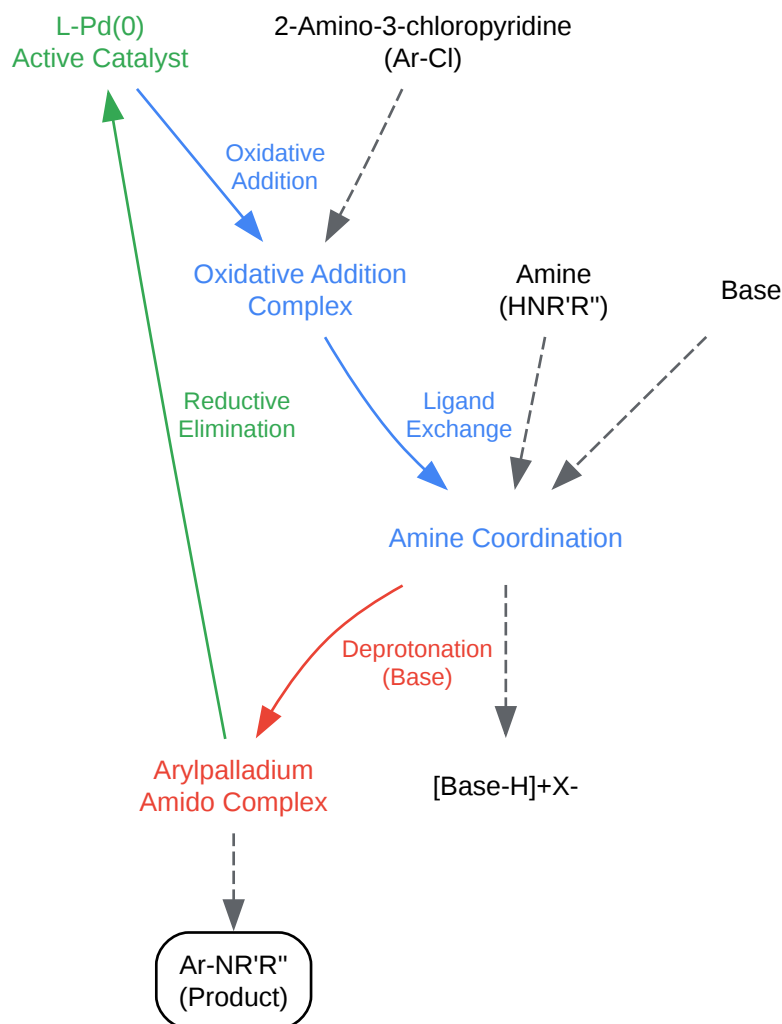 L-Pd(0)
Active Catalyst
2-Amino-3-chloropyridine
(Ar-Cl)
Oxidative
Addition
Oxidative Addition
Complex
Amine
(HNR'R")
Base
Reductive
Elimination
Ligand
Exchange
Amine Coordination
Deprotonation
(Base)
Arylpalladium
Amido Complex
[Base-H]+X-
Ar-NR'R"
(Product)